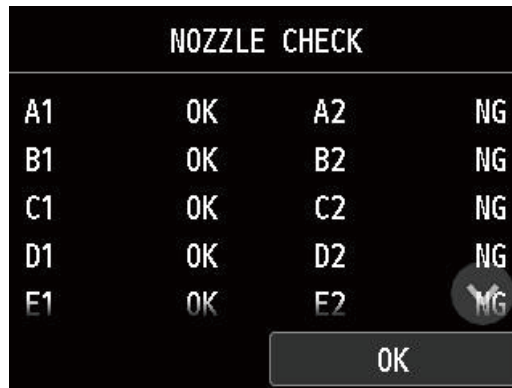 NOZZLE CHECK
A1 OK A2 NG
B1 OK B2 NG
C1 OK C2 NG
D1 OK D2 NG
E1 OK E2 NG
OK